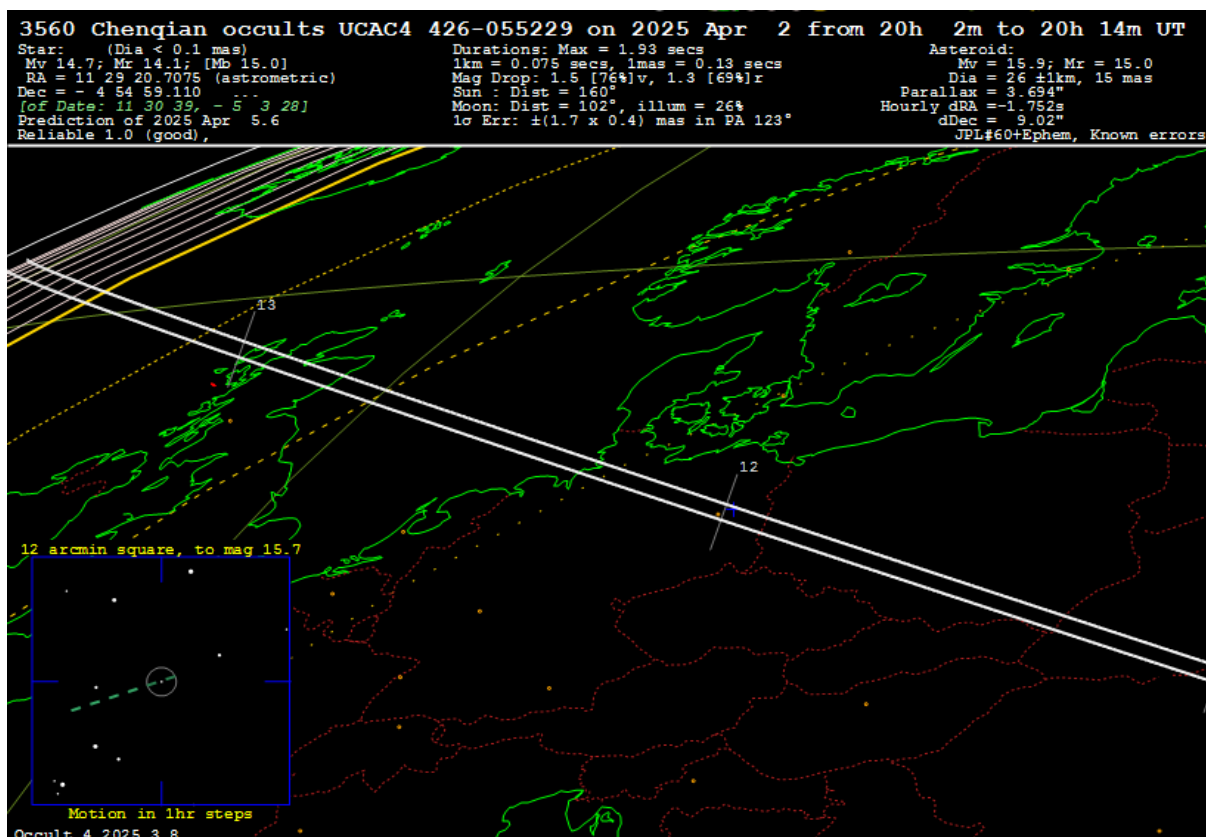 3560 Chenqian occults UCAC4 426-055229 on 2025 Apr  2 from 20h  2m to 20h 14m UT
Star:    (Dia < 0.1 mas)
Mv 14.7; Mr 14.1; [Mb 15.0]
RA = 11 29 20.7075 (astrometric)
Dec = - 4 54 59.110   ...
[of Date: 11 30 39, - 5  3 28]
Prediction of 2025 Apr  5.6
Reliable 1.0 (good),
Durations: Max = 1.93 secs
1km = 0.075 secs, 1mas = 0.13 secs
Mag Drop: 1.5 [76%]v, 1.3 [69%]r
Sun : Dist = 160°
Moon: Dist = 102°, illum = 26%
1σ Err: ±(1.7 x 0.4) mas in PA 123°
Asteroid:
Mv = 15.9; Mr = 15.0
Dia = 26 ±1km, 15 mas
Parallax = 3.694"
Hourly dRA =-1.752s
dDec =  9.02"
JPL#60+Ephem, Known errors
13
12
12 arcmin square, to mag 15.7
Motion in 1hr steps
Occult 4.2025.3.8